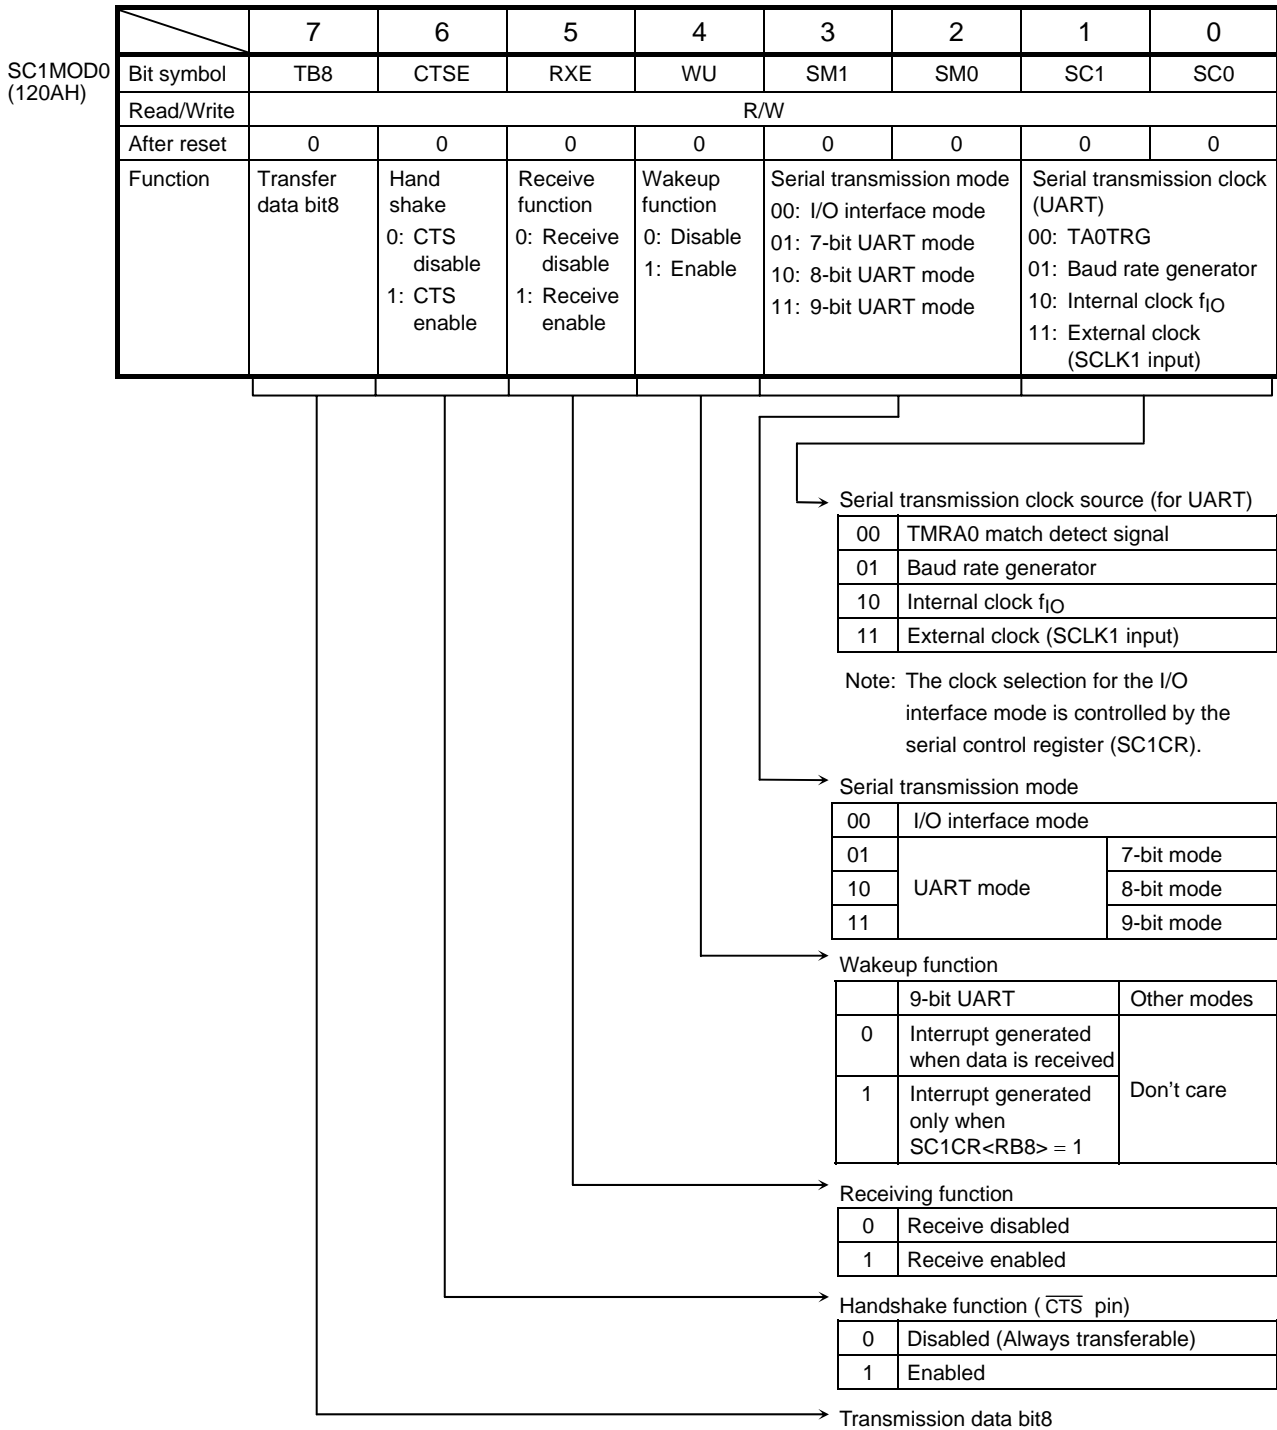 7 6 5 4 3 2 1 0
SC1MOD0
(120AH)
Bit symbol TB8 CTSE RXE WU SM1 SM0 SC1 SC0
Read/Write R/W
After reset 0 0 0 0 0 0 0 0
Function
Transfer
data bit8
Hand
shake
0: CTS
disable
1: CTS
enable
Receive
function
0: Receive
disable
1: Receive
enable
Wakeup
function
0: Disable
1: Enable
Serial transmission mode
00: I/O interface mode
01: 7-bit UART mode
10: 8-bit UART mode
11: 9-bit UART mode
Serial transmission clock
(UART)
00: TA0TRG
01: Baud rate generator
10: Internal clock fIO
11: External clock
(SCLK1 input)
Serial transmission clock source (for UART)
00 TMRA0 match detect signal
01 Baud rate generator
10 Internal clock fIO
11 External clock (SCLK1 input)
Note: The clock selection for the I/O
interface mode is controlled by the
serial control register (SC1CR).
Serial transmission mode
00 I/O interface mode
01 7-bit mode
10 UART mode 8-bit mode
11 9-bit mode
Wakeup function
9-bit UART Other modes
0 Interrupt generated
when data is received
1 Interrupt generated
only when
SC1CR<RB8> = 1
Don't care
Receiving function
0 Receive disabled
1 Receive enabled
Handshake function ( C̅T̅S̅ pin)
0 Disabled (Always transferable)
1 Enabled
Transmission data bit8